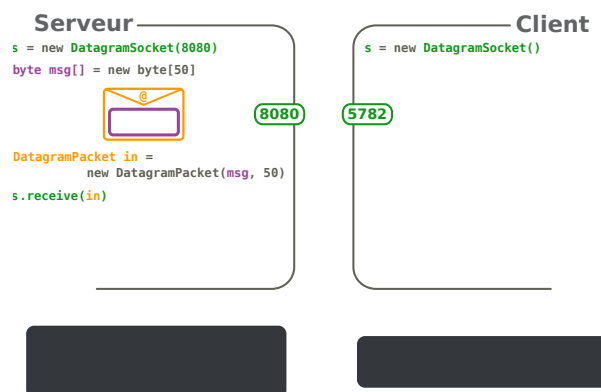 Serveur
s = new DatagramSocket(8080)
byte msg[] = new byte[50]
@
8080
DatagramPacket in =
new DatagramPacket(msg, 50)
s.receive(in)
Client
s = new DatagramSocket()
5782